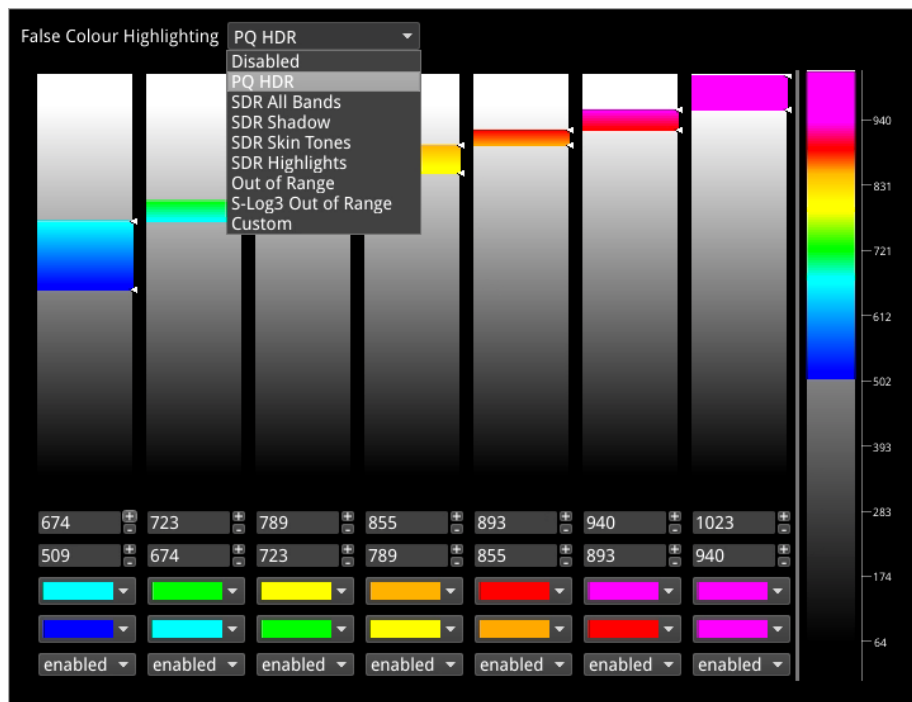 False Colour Highlighting PQ HDR
Disabled
PQ HDR
SDR All Bands
SDR Shadow
SDR Skin Tones
SDR Highlights
Out of Range
S-Log3 Out of Range
Custom
940
831
721
612
502
393
283
174
64
674 + - 723 + - 789 + - 855 + - 893 + - 940 + - 1023 + -
509 + - 674 + - 723 + - 789 + - 855 + - 893 + - 940 + -
enabled enabled enabled enabled enabled enabled enabled